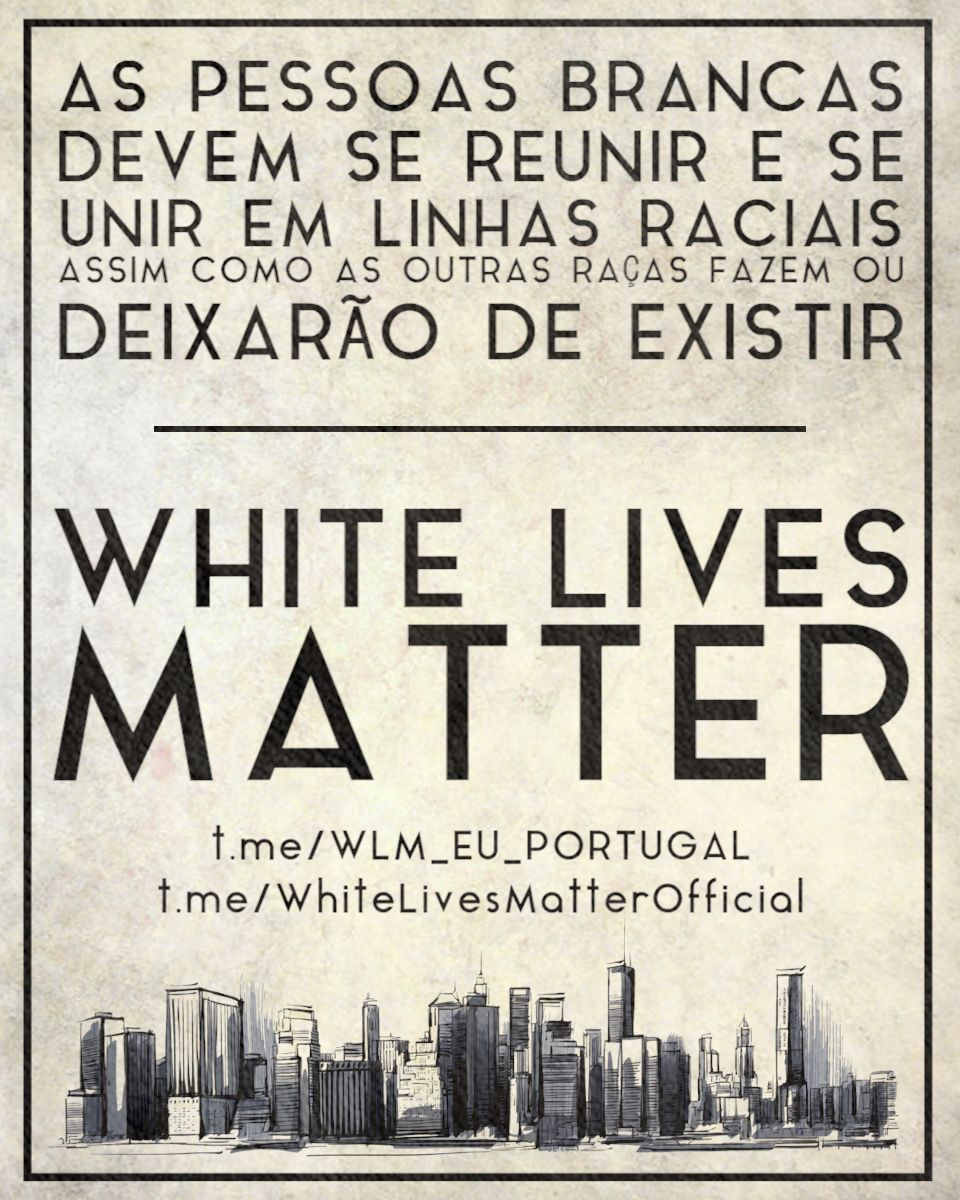 AS PESSOAS BRANCAS
DEVEM SE REUNIR E SE
UNIR EM LINHAS RACIAIS
ASSIM COMO AS OUTRAS RAÇAS FAZEM OU
DEIXARÃO DE EXISTIR
WHITE LIVES
MATTER
t.me/WLM_EU_PORTUGAL
t.me/WhiteLivesMatterOfficial